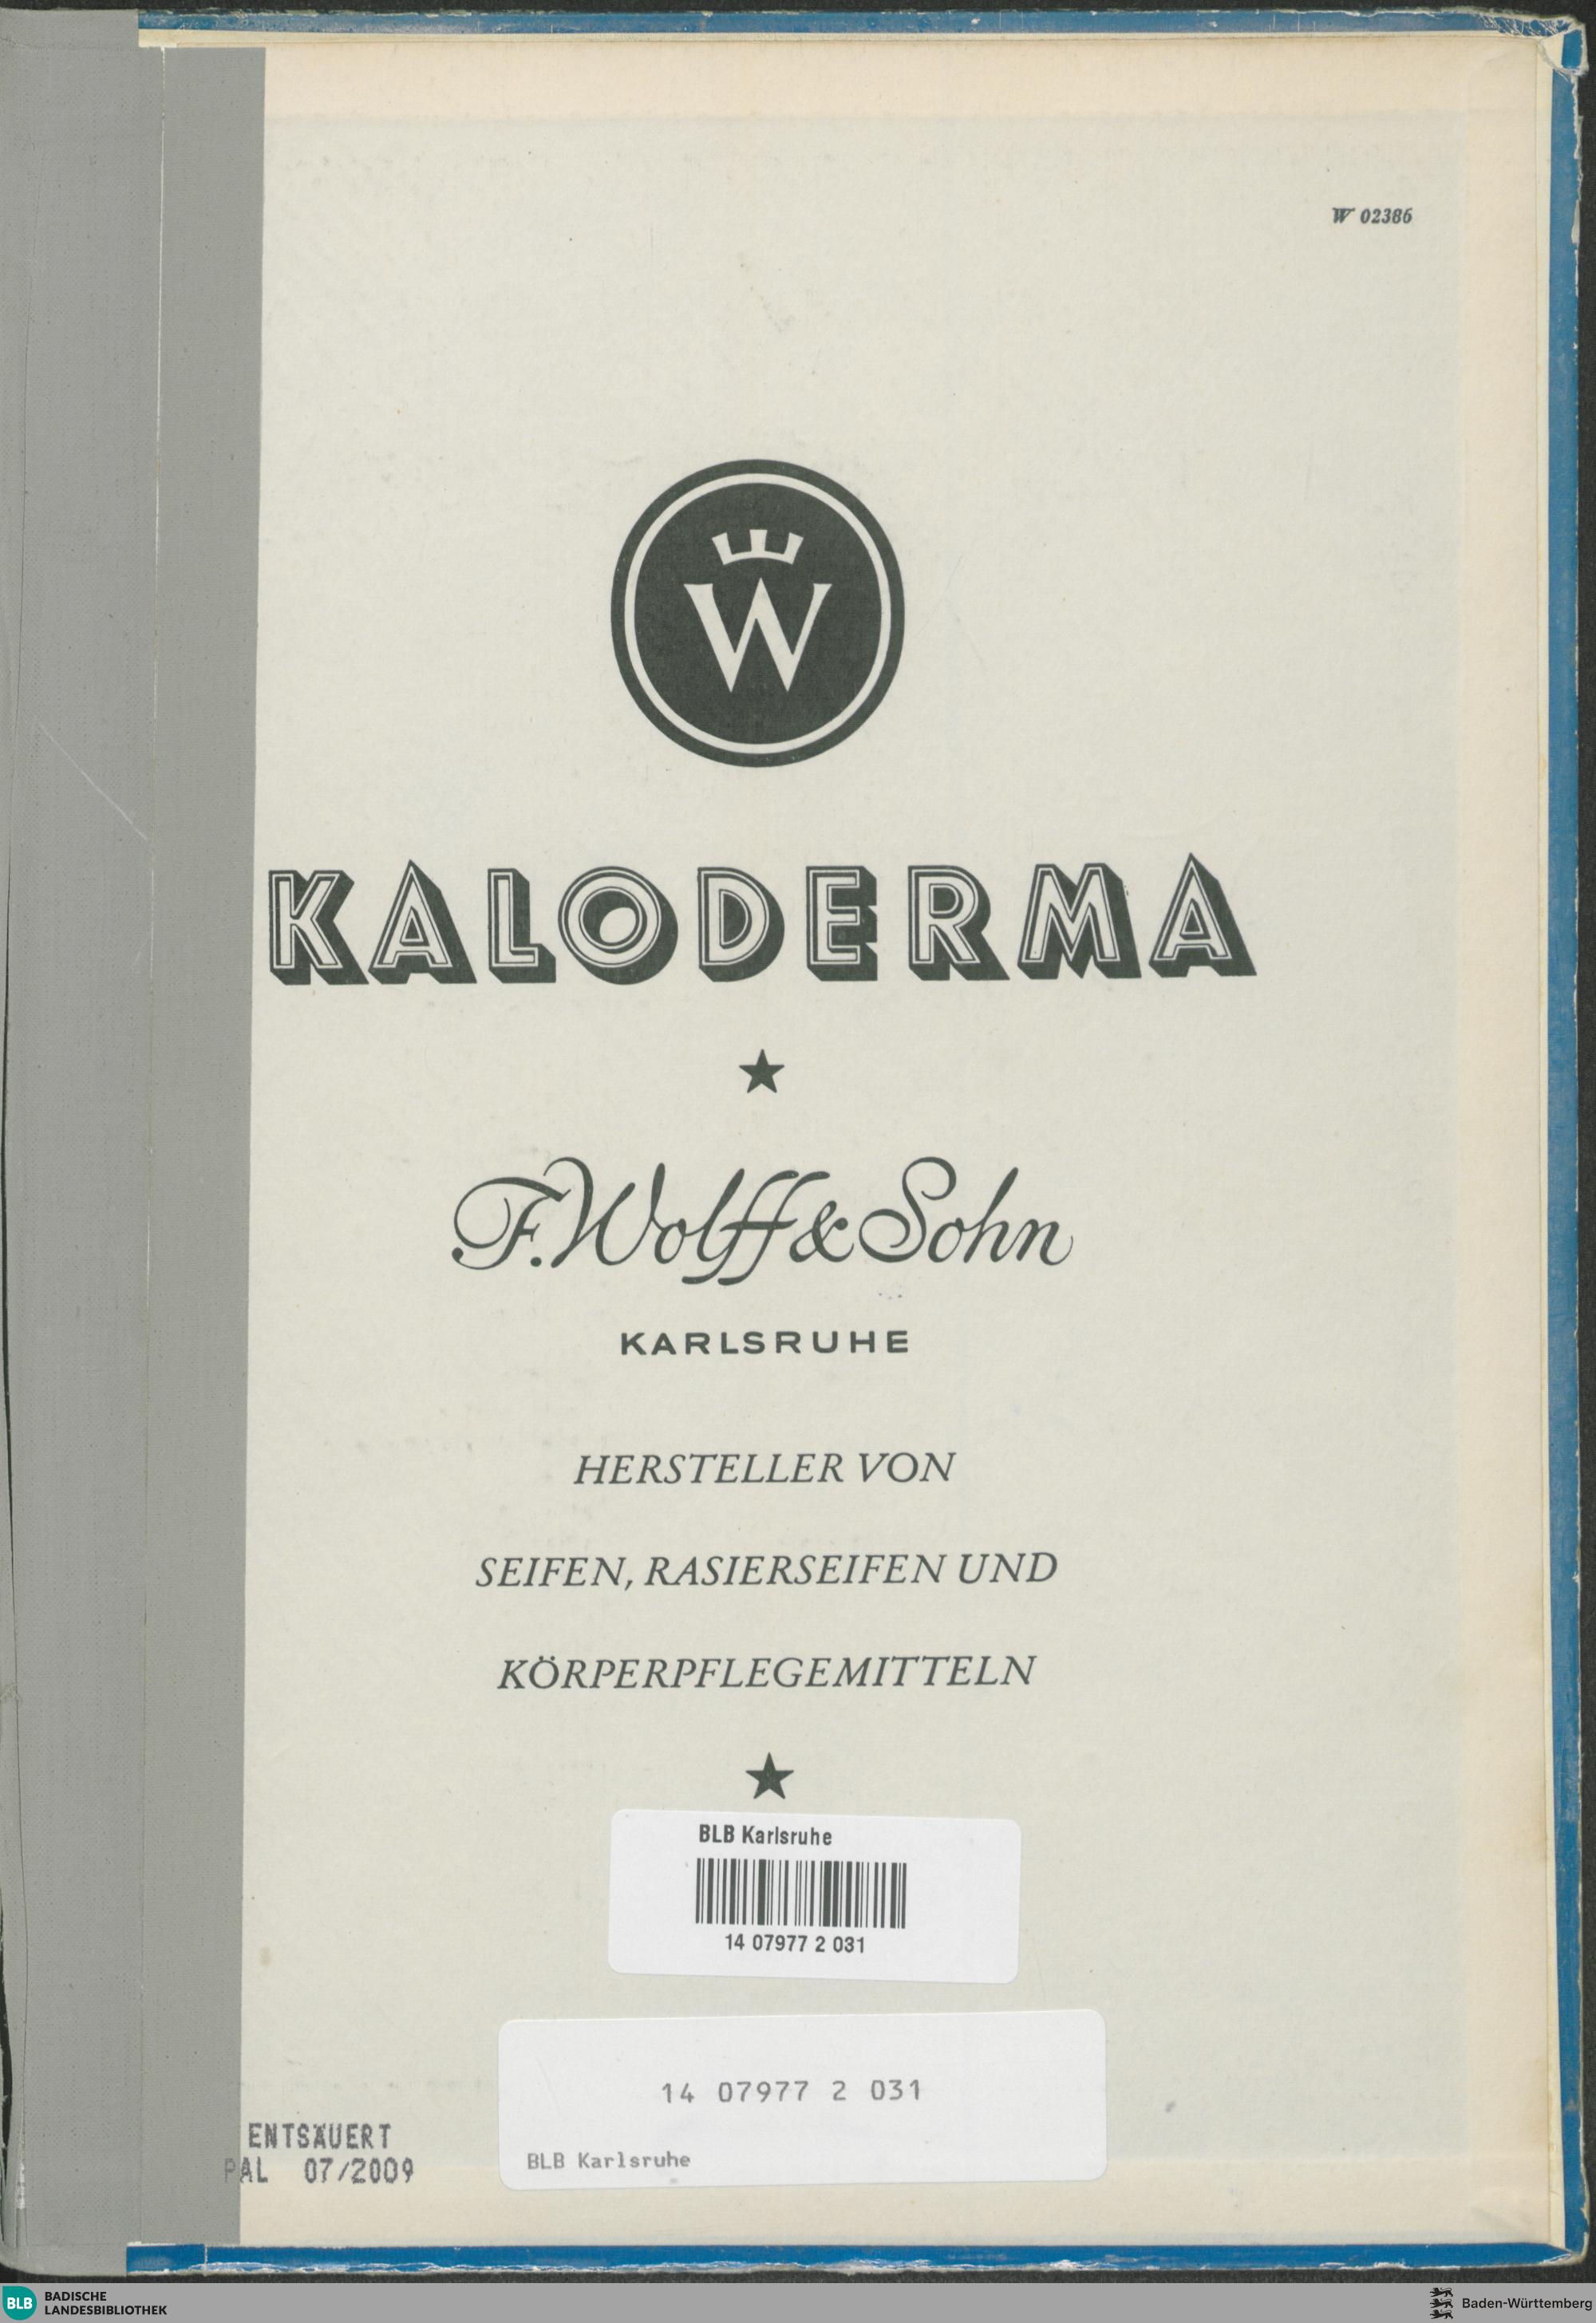 W 02386
W
KALODERMA
F. Wolff & Sohn
KARLSRUHE
HERSTELLER VON
SEIFEN, RASIERSEIFEN UND
KÖRPERPFLEGEMITTELN
BLB Karlsruhe
14 07977 2 031
14 07977 2 031
BLB Karlsruhe
ENTSÄUERT
PAL 07/2009
BLB BADISCHE
LANDESBIBLIOTHEK
Baden-Württemberg